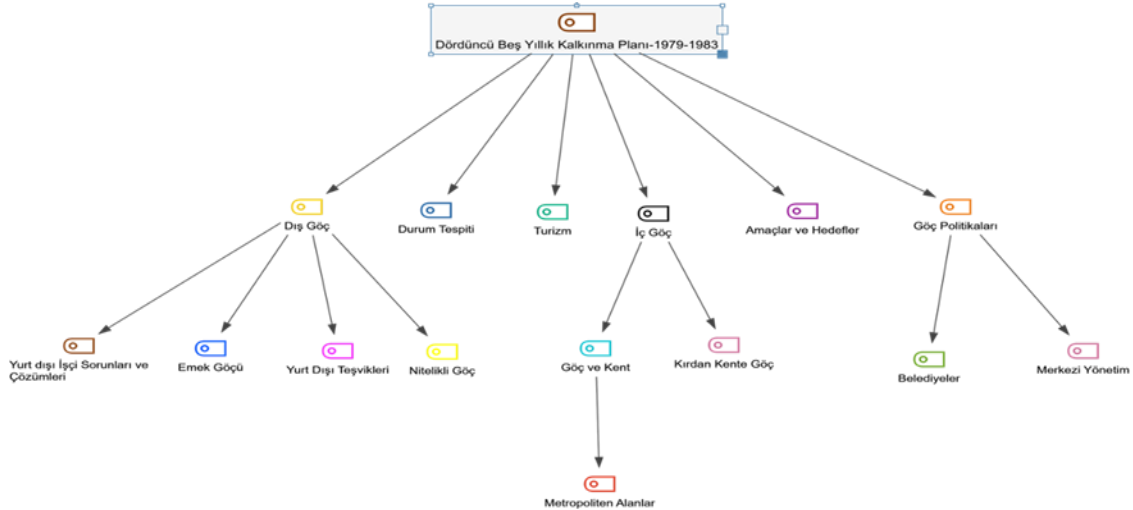 Dördüncü Beş Yıllık Kalkınma Planı-1979-1983
Dış Göç
Durum Tespiti
Turizm
İç Göç
Amaçlar ve Hedefler
Göç Politikaları
Yurt dışı İşçi Sorunları ve
Çözümleri
Emek Göçü
Yurt Dışı Teşvikleri
Nitelikli Göç
Göç ve Kent
Kırdan Kente Göç
Belediyeler
Merkezi Yönetim
Metropoliten Alanlar